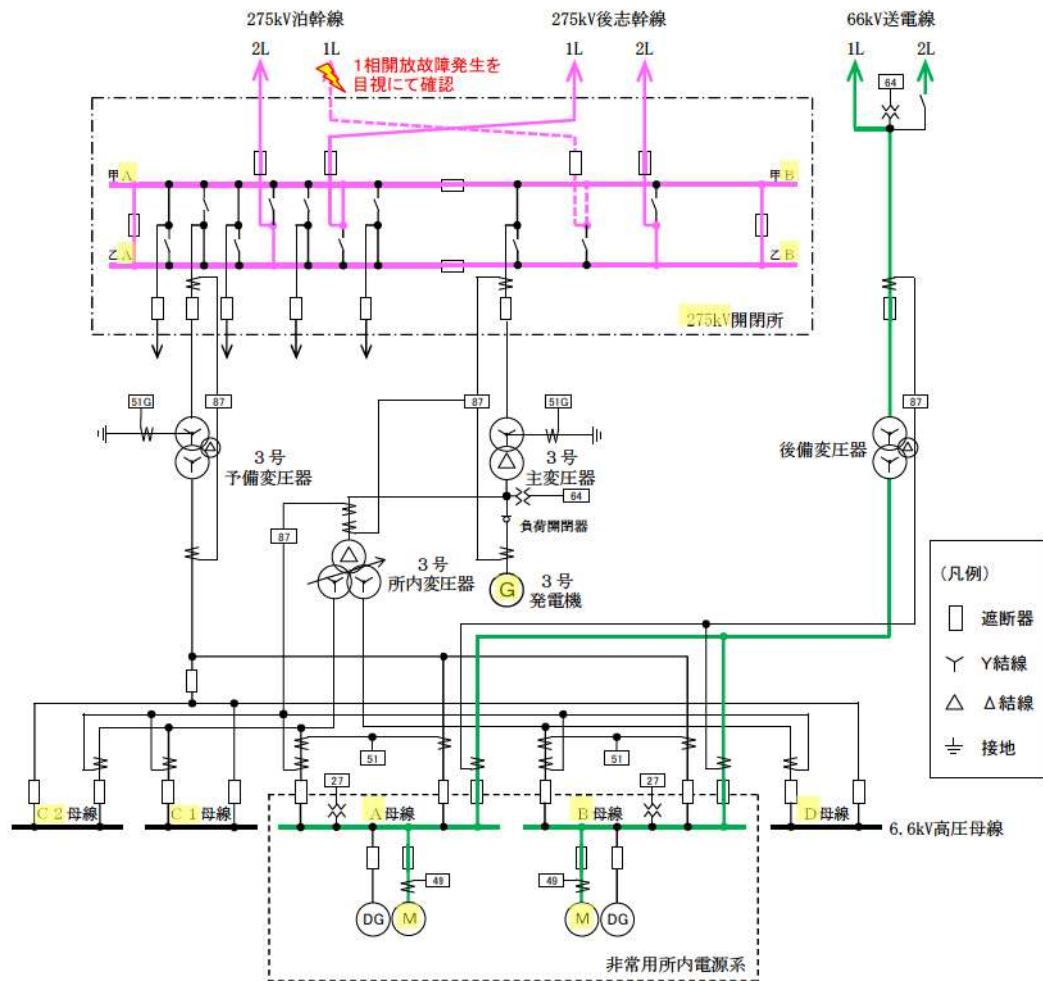 275kV泊幹線
275kV後志幹線
66kV送電線
2L
1L
1L
2L
1L
2L
1相開放故障発生を
目視にて確認
64
甲A
甲B
乙A
乙B
275kV開閉所
51G
87
87
51G
87
3号
予備変圧器
3号
主変圧器
後備変圧器
64
87
負荷開閉器
3号
所内変圧器
G
3号
発電機
(凡例)
遮断器
Y結線
Δ結線
接地
51
51
27
27
C2母線
C1母線
A母線
B母線
D母線
6.6kV高圧母線
49
49
DG
M
M
DG
非常用所内電源系